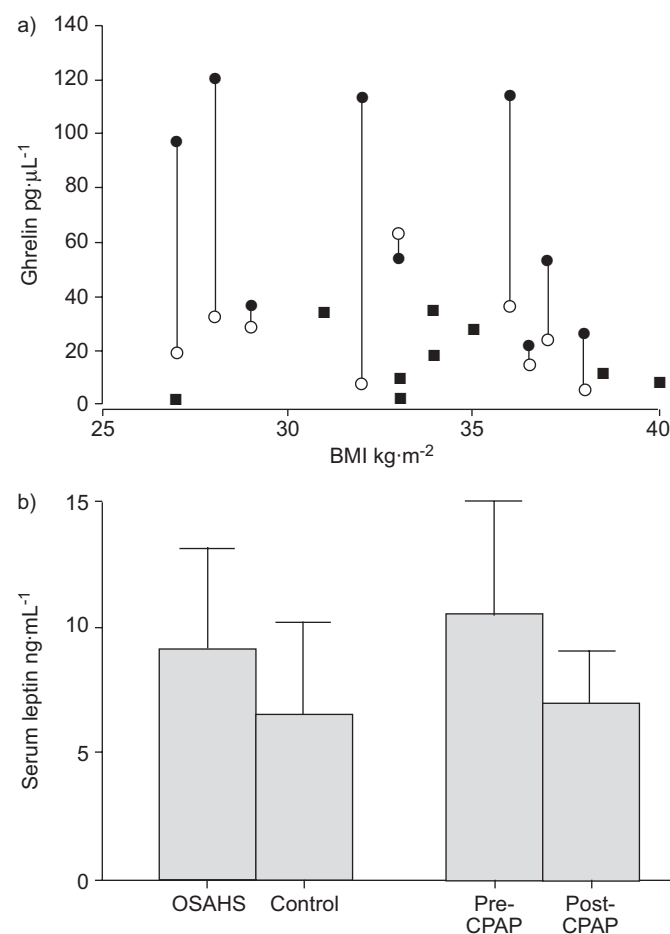 a)
140
120
100
80
60
40
20
0
Ghrelin pg·µL-1
25 30 35 40
BMI kg·m-2
b)
15
10
5
0
Serum leptin ng·mL-1
OSAHS Control Pre- Post-
CPAP CPAP